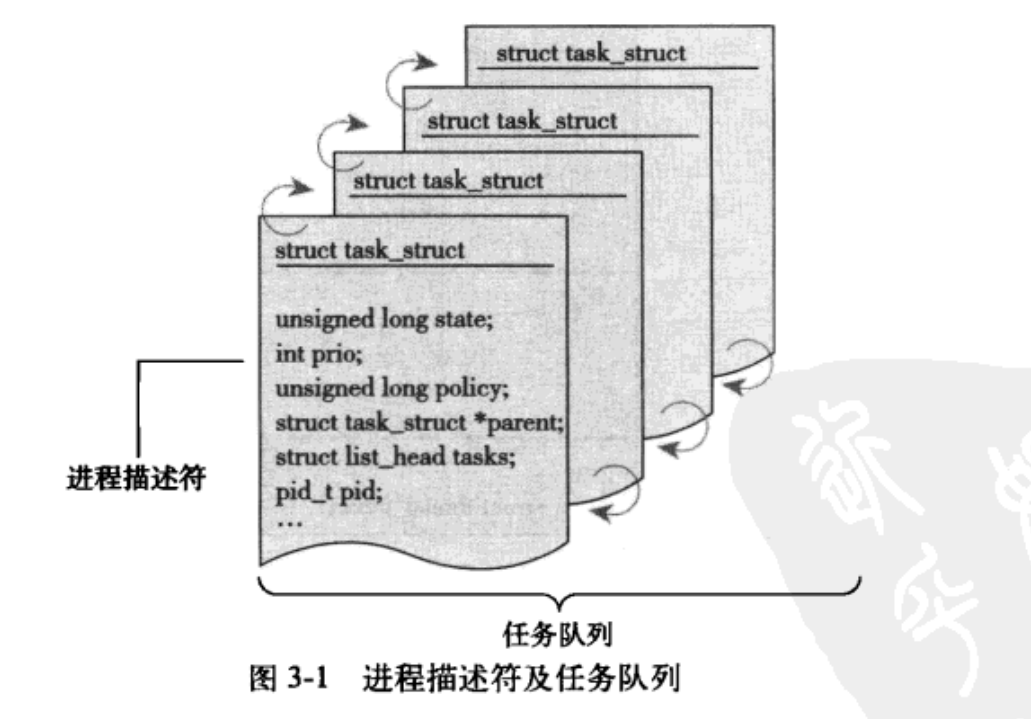 struct task_struct
struct task_struct
struct task_struct
struct task_struct
unsigned long state;
int prio;
unsigned long policy;
struct task_struct *parent;
struct list_head tasks;
pid_t pid;
…
进程描述符
任务队列
图 3-1 进程描述符及任务队列